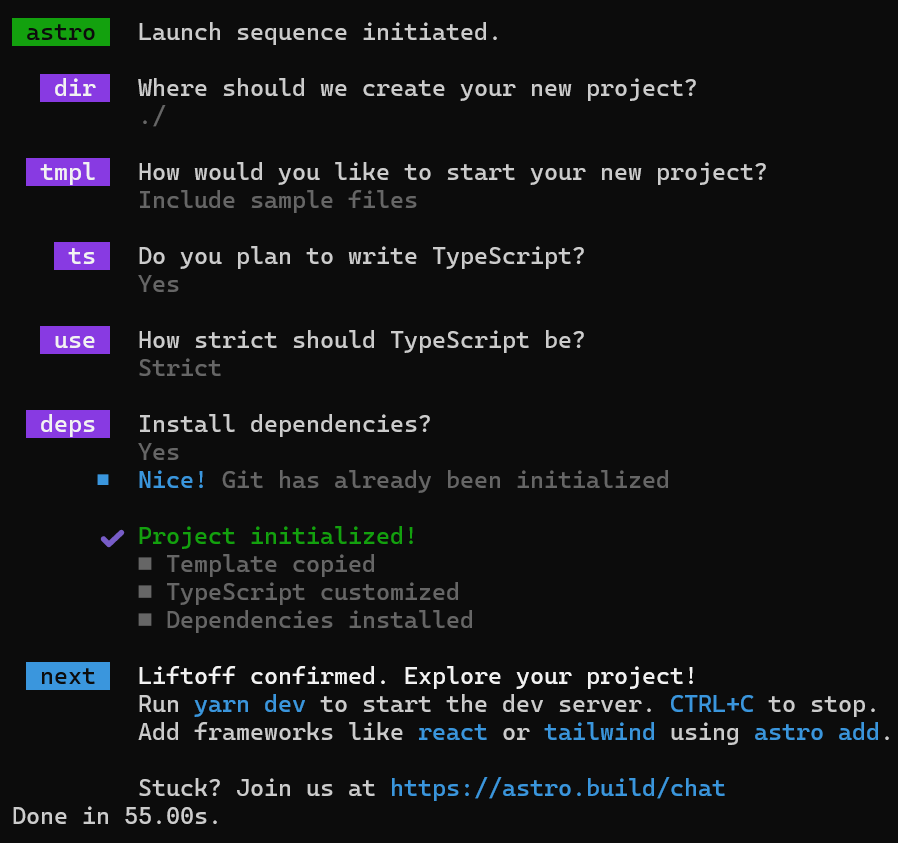 astro Launch sequence initiated.
dir Where should we create your new project?
./
tmpl How would you like to start your new project?
Include sample files
ts Do you plan to write TypeScript?
Yes
use How strict should TypeScript be?
Strict
deps Install dependencies?
Yes
■ Nice! Git has already been initialized
✔ Project initialized!
■ Template copied
■ TypeScript customized
■ Dependencies installed
next Liftoff confirmed. Explore your project!
Run yarn dev to start the dev server. CTRL+C to stop.
Add frameworks like react or tailwind using astro add.
Stuck? Join us at https://astro.build/chat
Done in 55.00s.